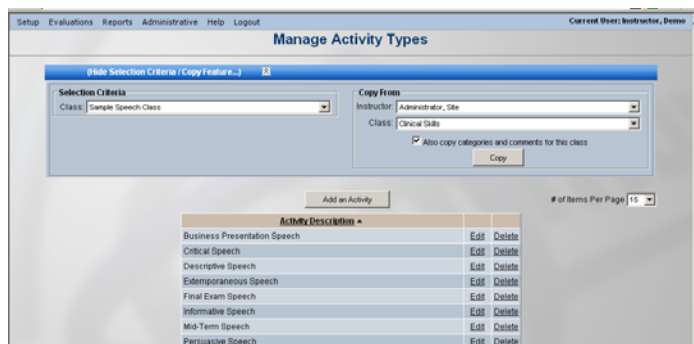 Setup Evaluations Reports Administrative Help Logout
Current User: Instructor, Demo
Manage Activity Types
(Hide Selection Criteria / Copy Feature...)
Selection Criteria
Class: Sample Speech Class
Copy From
Instructor: Administrator, Site
Class: Clinical Skills
Also copy categories and comments for this class
Copy
Add an Activity
# of Items Per Page 15
Activity Description
Business Presentation Speech Edit Delete
Critical Speech Edit Delete
Descriptive Speech Edit Delete
Extemporaneous Speech Edit Delete
Final Exam Speech Edit Delete
Informative Speech Edit Delete
Mid-Term Speech Edit Delete
Persuasive Speech Edit Delete